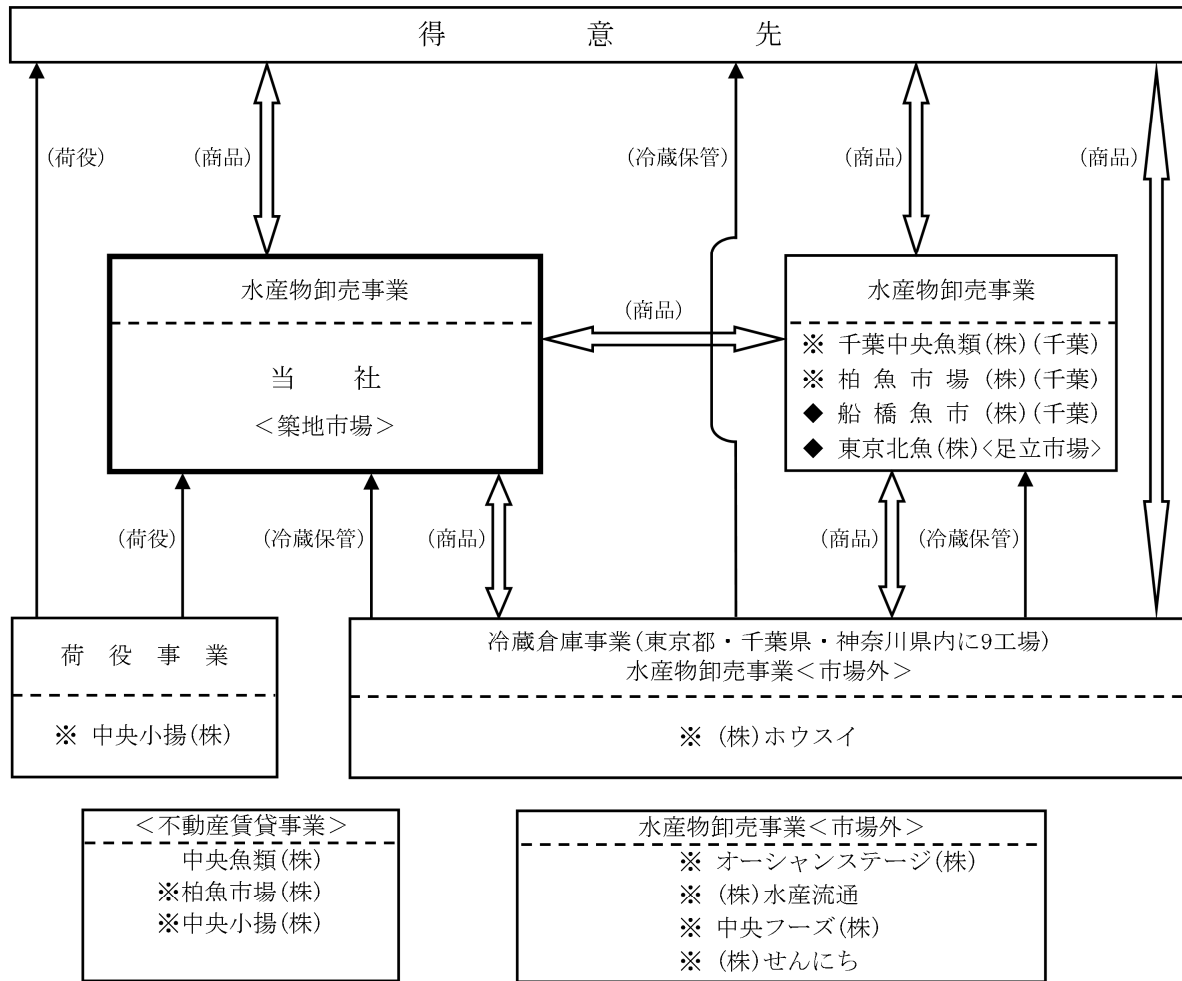 得意先
(荷役)
(商品)
(冷蔵保管)
(商品)
(商品)
水産物卸売事業
当社
<築地市場>
(商品)
水産物卸売事業
※ 千葉中央魚類(株)(千葉)
※ 柏魚市場(株)(千葉)
◆ 船橋魚市(株)(千葉)
◆ 東京北魚(株)<足立市場>
(荷役)
(冷蔵保管)
(商品)
(商品)
(冷蔵保管)
荷役事業
※ 中央小揚(株)
冷蔵倉庫事業(東京都・千葉県・神奈川県内に9工場)
水産物卸売事業<市場外>
※ (株)ホウスイ
<不動産賃貸事業>
中央魚類(株)
※柏魚市場(株)
※中央小揚(株)
水産物卸売事業<市場外>
※ オーシャンステージ(株)
※ (株)水産流通
※ 中央フーズ(株)
※ (株)せんにち